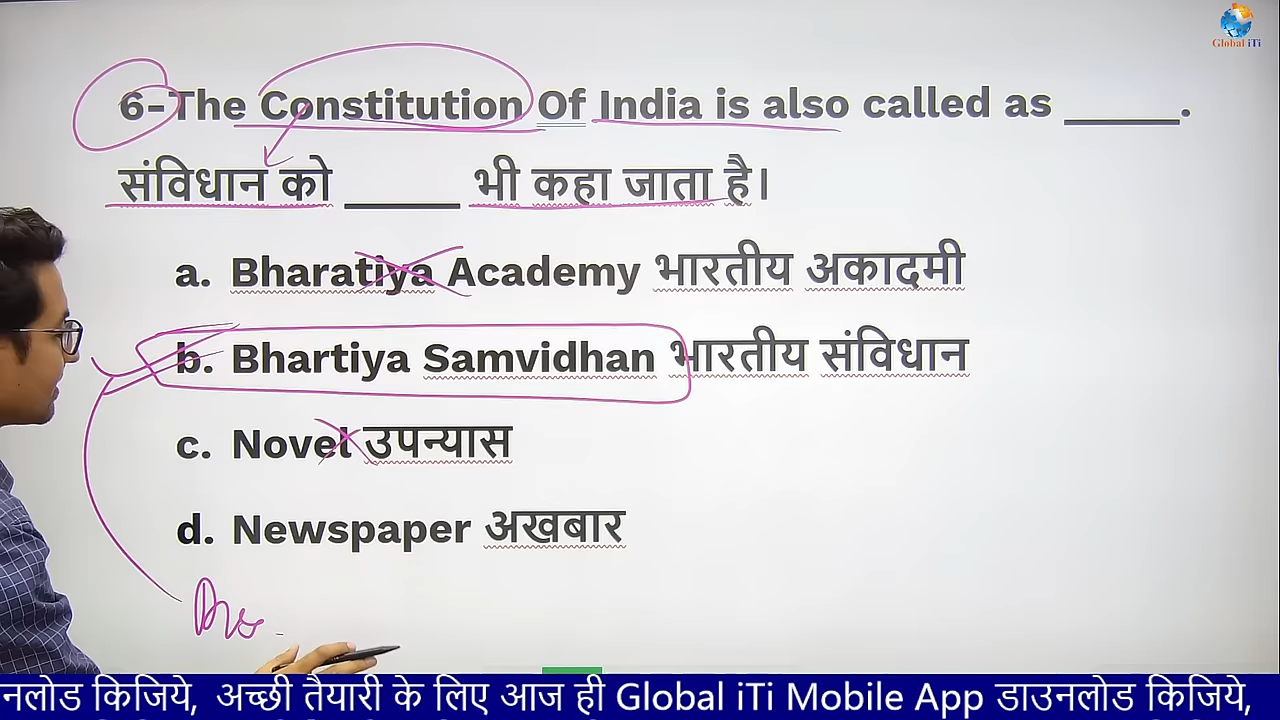 Global iTi
6-The Constitution Of India is also called as ______.
संविधान को ______ भी कहा जाता है।
a. Bharatiya Academy भारतीय अकादमी
b. Bhartiya Samvidhan भारतीय संविधान
c. Novel उपन्यास
d. Newspaper अखबार
नलोड किजिये, अच्छी तैयारी के लिए आज ही Global iTi Mobile App डाउनलोड किजिये,